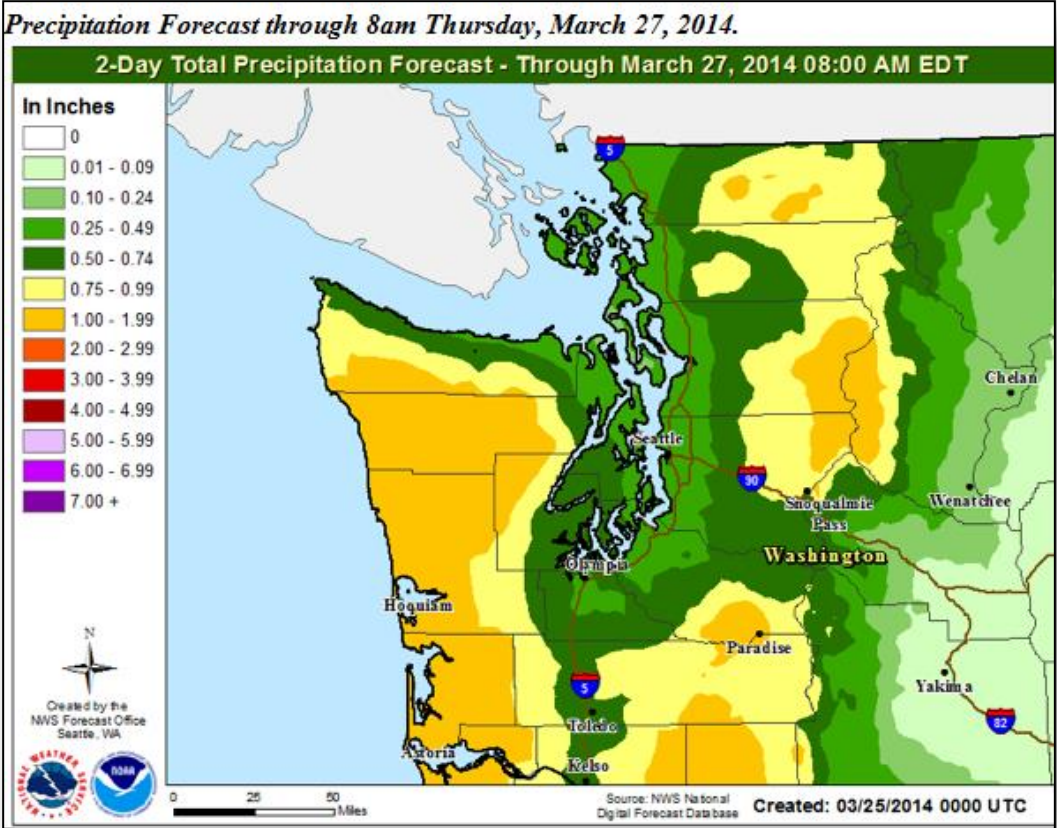 Precipitation Forecast through 8am Thursday, March 27, 2014.
2-Day Total Precipitation Forecast - Through March 27, 2014 08:00 AM EDT
In Inches
0
0.01 - 0.09
0.10 - 0.24
0.25 - 0.49
0.50 - 0.74
0.75 - 0.99
1.00 - 1.99
2.00 - 2.99
3.00 - 3.99
4.00 - 4.99
5.00 - 5.99
6.00 - 6.99
7.00 +
5
Chelan
Seattle
90
Snoqualmie
Pass
Wenatchee
Washington
Olympia
Hoquiam
Paradise
Yakima
5
82
Toledo
Astoria
Kelso
N
Created by the
NWS Forecast Office
Seattle, WA
NATIONAL WEATHER SERVICE
NOAA
0 25 50
Miles
Source: NWS National
Digital Forecast Database
Created: 03/25/2014 0000 UTC